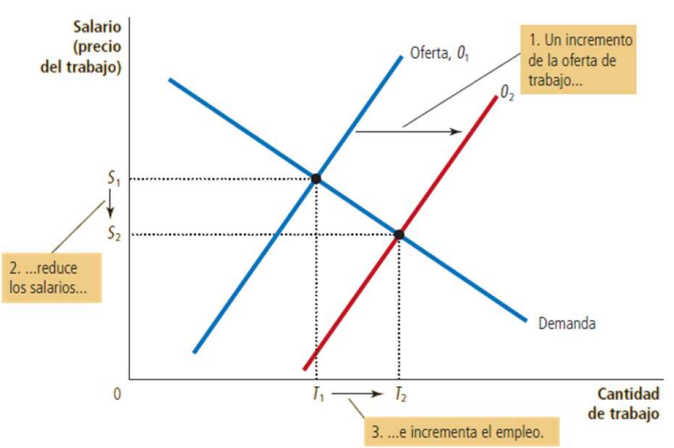 Salario
(precio
del trabajo)
Oferta, O₁
1. Un incremento
de la oferta de
trabajo...
O₂
S₁
S₂
2. ...reduce
los salarios...
Demanda
0
T₁
T₂
Cantidad
de trabajo
3. ...e incrementa el empleo.